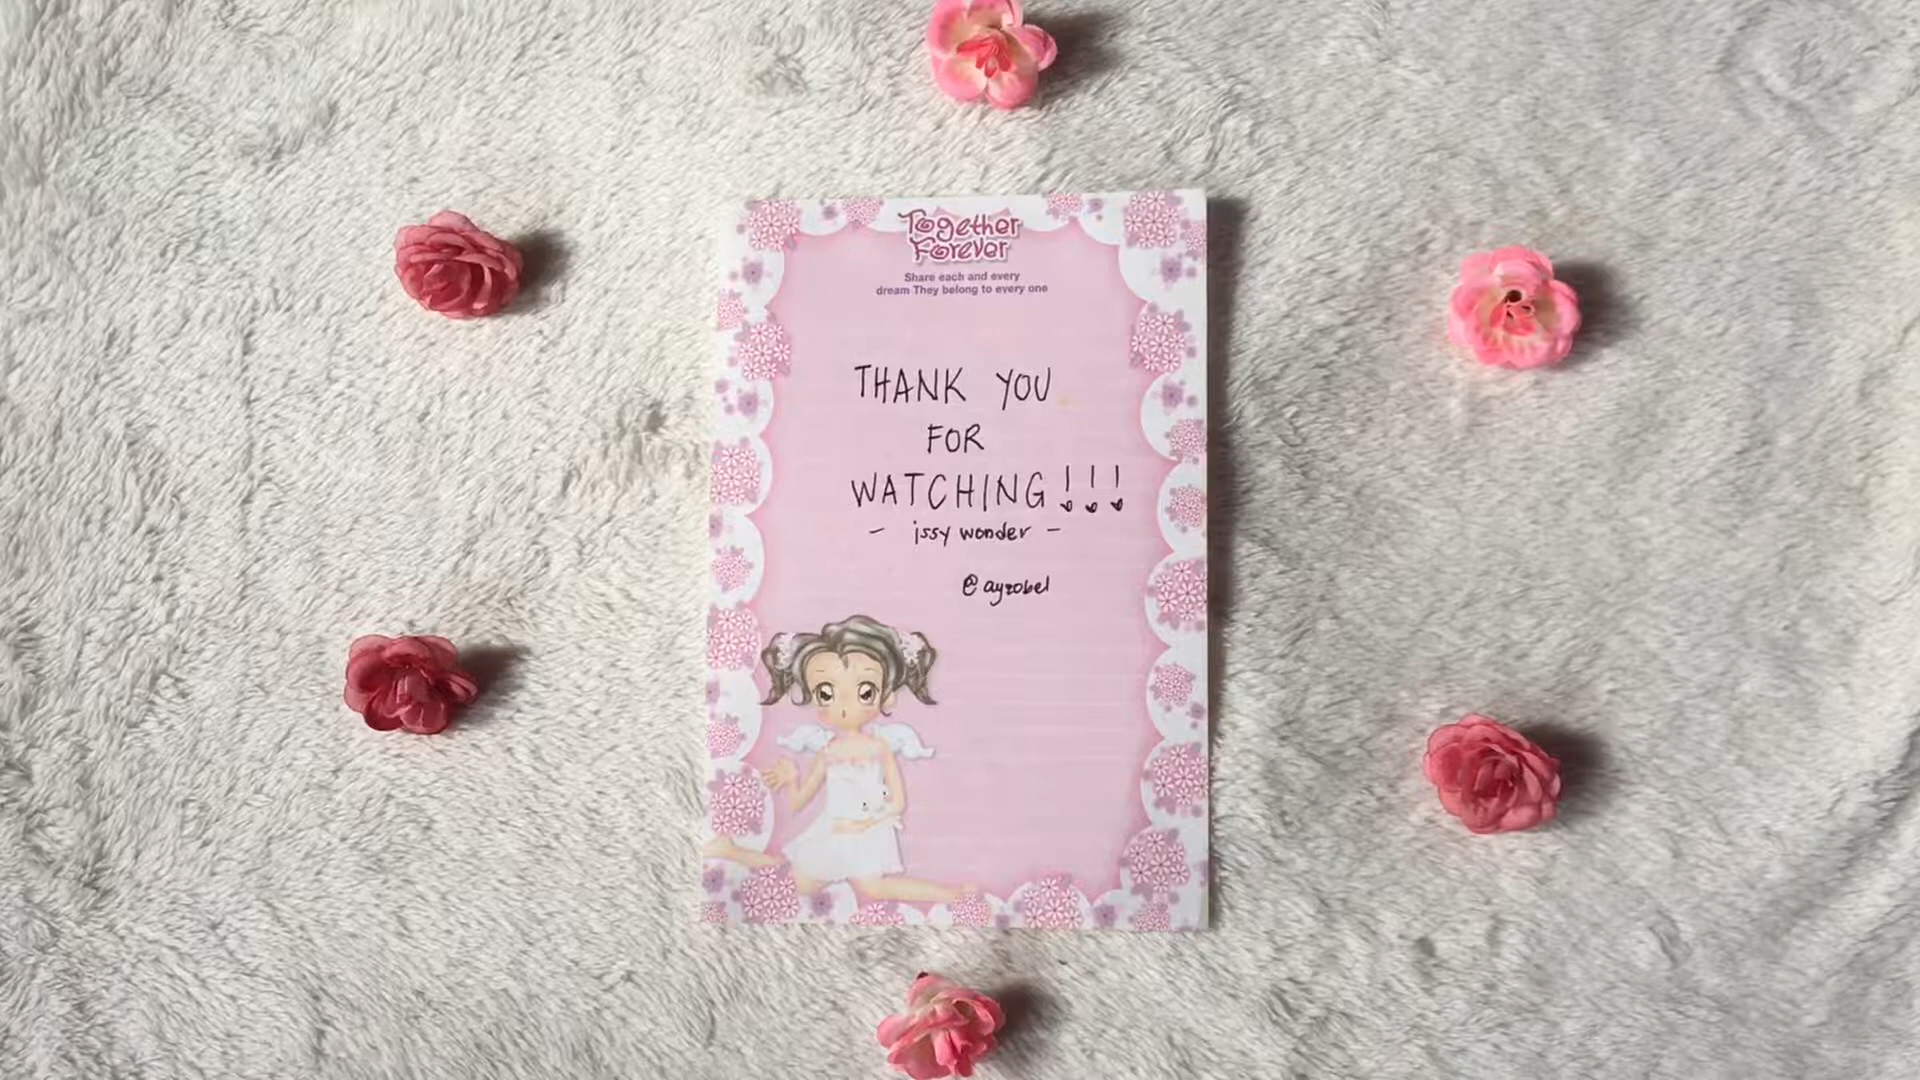 Together
Forever
Share each and every
dream They belong to every one
THANK YOU
FOR
WATCHING!!!
- issy wonder -
@ayzobel